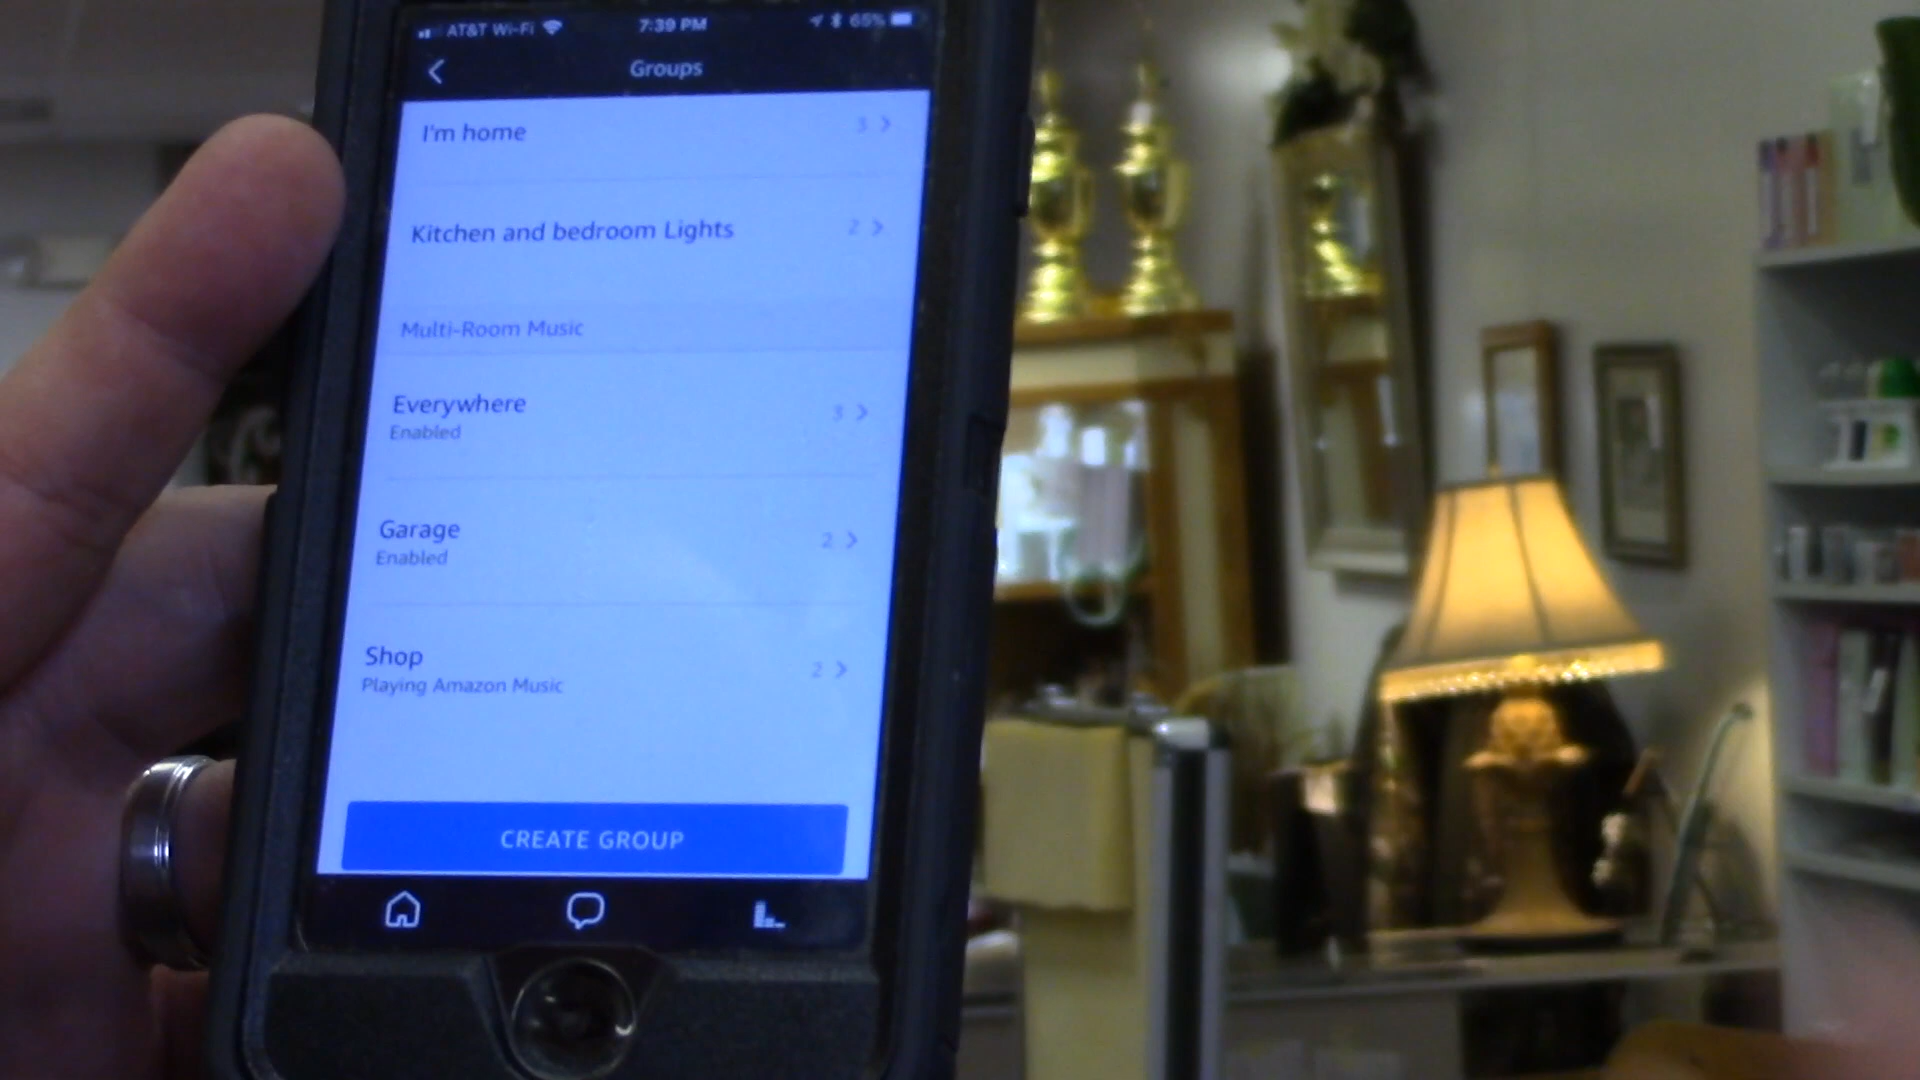 AT&T Wi-Fi 7:39 PM 65%
Groups
I'm home 3
Kitchen and bedroom Lights 2
Multi-Room Music
Everywhere 3
Enabled
Garage 2
Enabled
Shop 2
Playing Amazon Music
CREATE GROUP